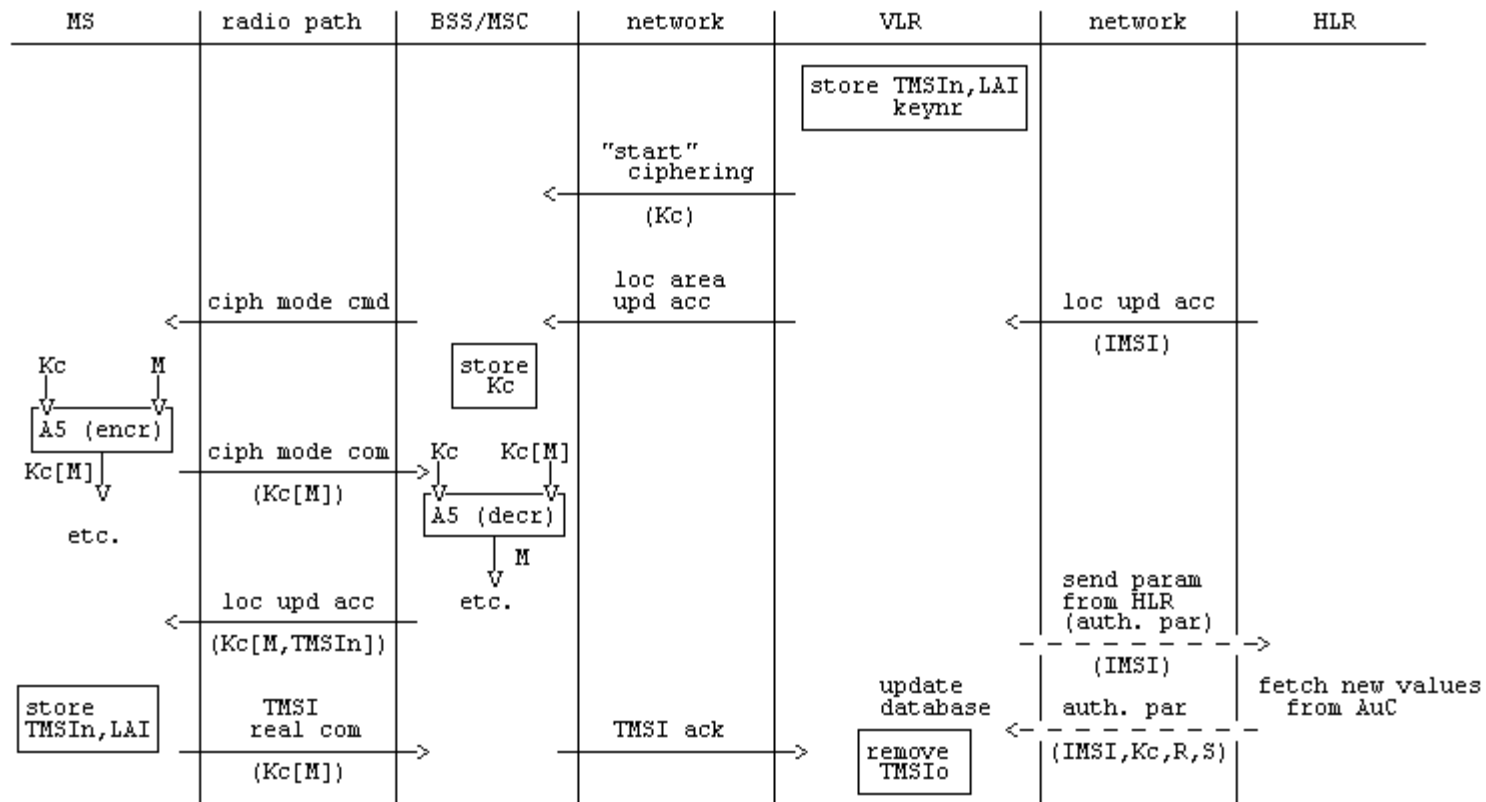 MS radio path BSS/MSC network VLR network HLR
store TMSIn,LAI
keynr
"start"
ciphering
(Kc)
loc area
ciph mode cmd upd acc loc upd acc
(IMSI)
Kc M store
Kc
A5 (encr)
ciph mode com Kc Kc[M]
Kc[M]
(Kc[M])
A5 (decr)
etc.
M
send param
loc upd acc etc. from HLR
(auth. par)
(Kc[M,TMSIn])
(IMSI)
update fetch new values
store TMSI database auth. par from AuC
TMSIn,LAI real com TMSI ack
remove (IMSI,Kc,R,S)
(Kc[M]) TMSIo